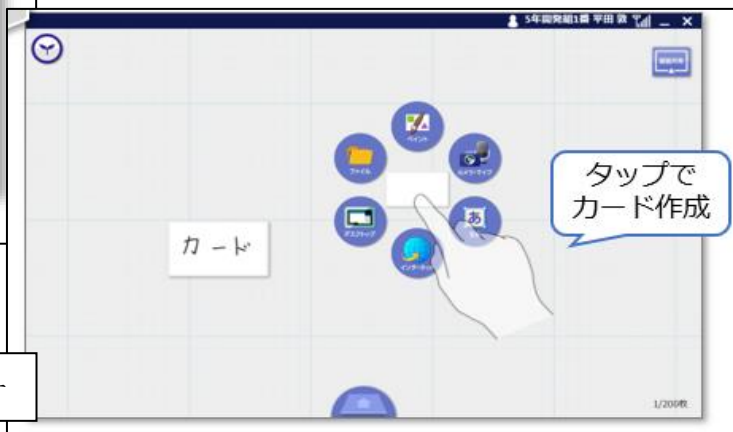 5年開発組1番 平田 敦
ペイント
ファイル
カメラ・マイク
デスクトップ
インターネット
あ
カード
タップで
カード作成
1/200枚